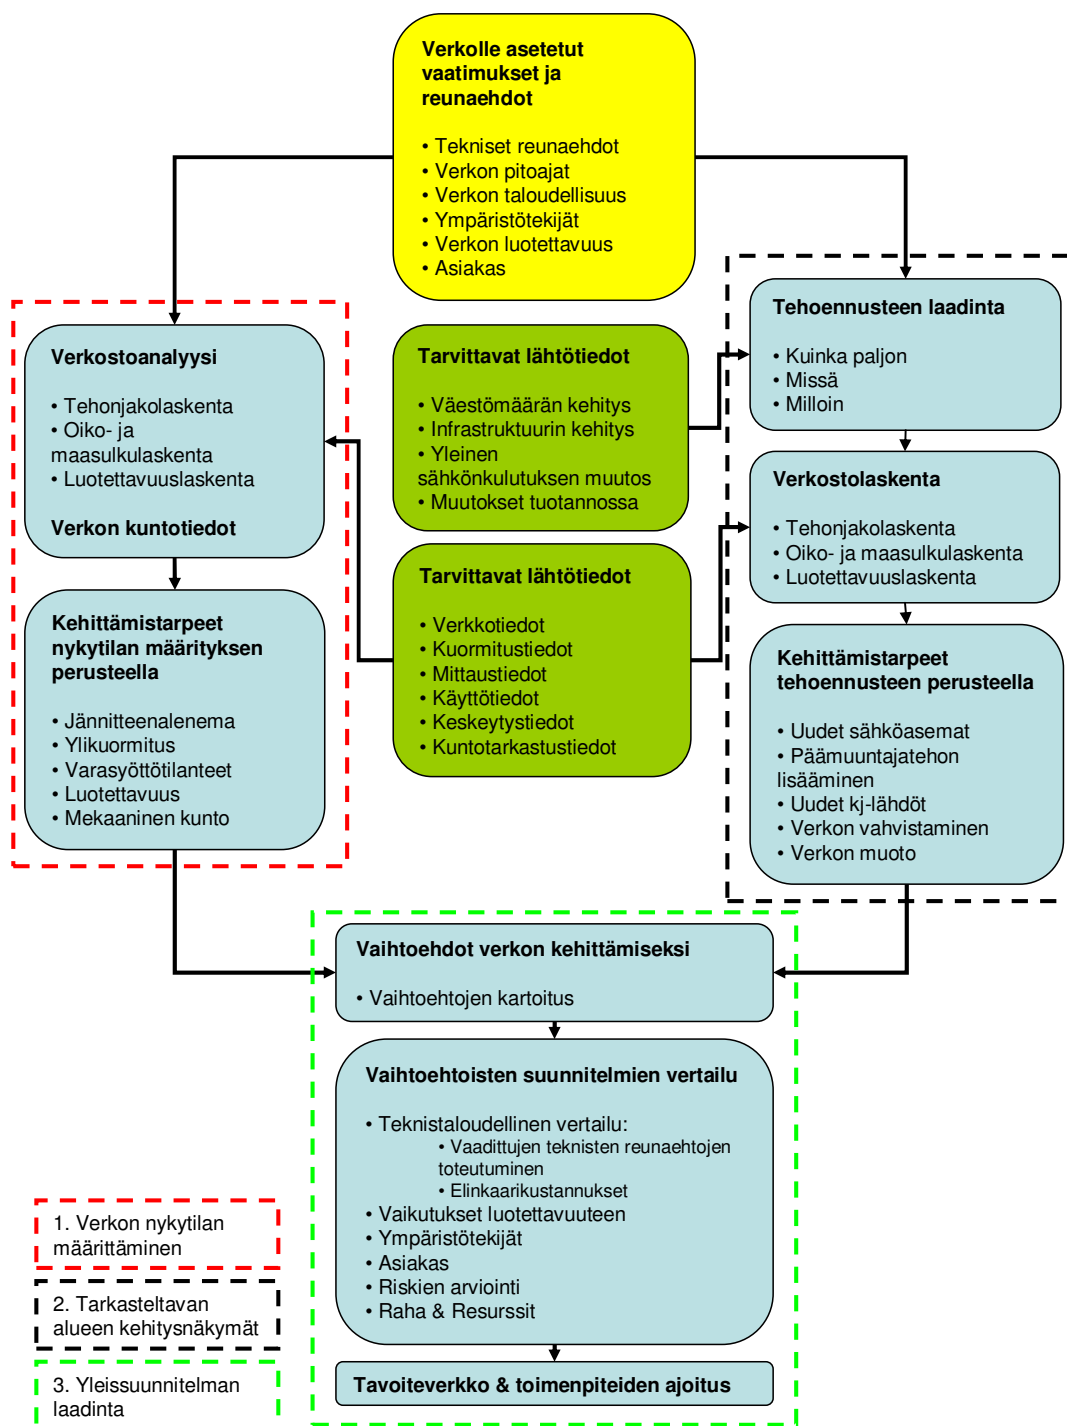 Verkolle asetetut
vaatimukset ja
reunaehdot
• Tekniset reunaehdot
• Verkon pitoajat
• Verkon taloudellisuus
• Ympäristötekijät
• Verkon luotettavuus
• Asiakas
Verkostoanalyysi
• Tehonjakolaskenta
• Oiko- ja
maasulkulaskenta
• Luotettavuuslaskenta
Verkon kuntotiedot
Kehittämistarpeet
nykytilan määrityksen
perusteella
• Jännitteenalenema
• Ylikuormitus
• Varasyöttötilanteet
• Luotettavuus
• Mekaaninen kunto
Tarvittavat lähtötiedot
• Väestömäärän kehitys
• Infrastruktuurin kehitys
• Yleinen
sähkönkulutuksen muutos
• Muutokset tuotannossa
Tarvittavat lähtötiedot
• Verkkotiedot
• Kuormitustiedot
• Mittaustiedot
• Käyttötiedot
• Keskeytystiedot
• Kuntotarkastustiedot
Tehoennusteen laadinta
• Kuinka paljon
• Missä
• Milloin
Verkostolaskenta
• Tehonjakolaskenta
• Oiko- ja maasulkulaskenta
• Luotettavuuslaskenta
Kehittämistarpeet
tehoennusteen perusteella
• Uudet sähköasemat
• Päämuuntajatehon
lisääminen
• Uudet kj-lähdöt
• Verkon vahvistaminen
• Verkon muoto
Vaihtoehdot verkon kehittämiseksi
• Vaihtoehtojen kartoitus
Vaihtoehtoisten suunnitelmien vertailu
• Teknistaloudellinen vertailu:
• Vaadittujen teknisten reunaehtojen
toteutuminen
• Elinkaarikustannukset
• Vaikutukset luotettavuuteen
• Ympäristötekijät
• Asiakas
• Riskien arviointi
• Raha & Resurssit
Tavoiteverkko & toimenpiteiden ajoitus
1. Verkon nykytilan
määrittäminen
2. Tarkasteltavan
alueen kehitysnäkymät
3. Yleissuunnitelman
laadinta